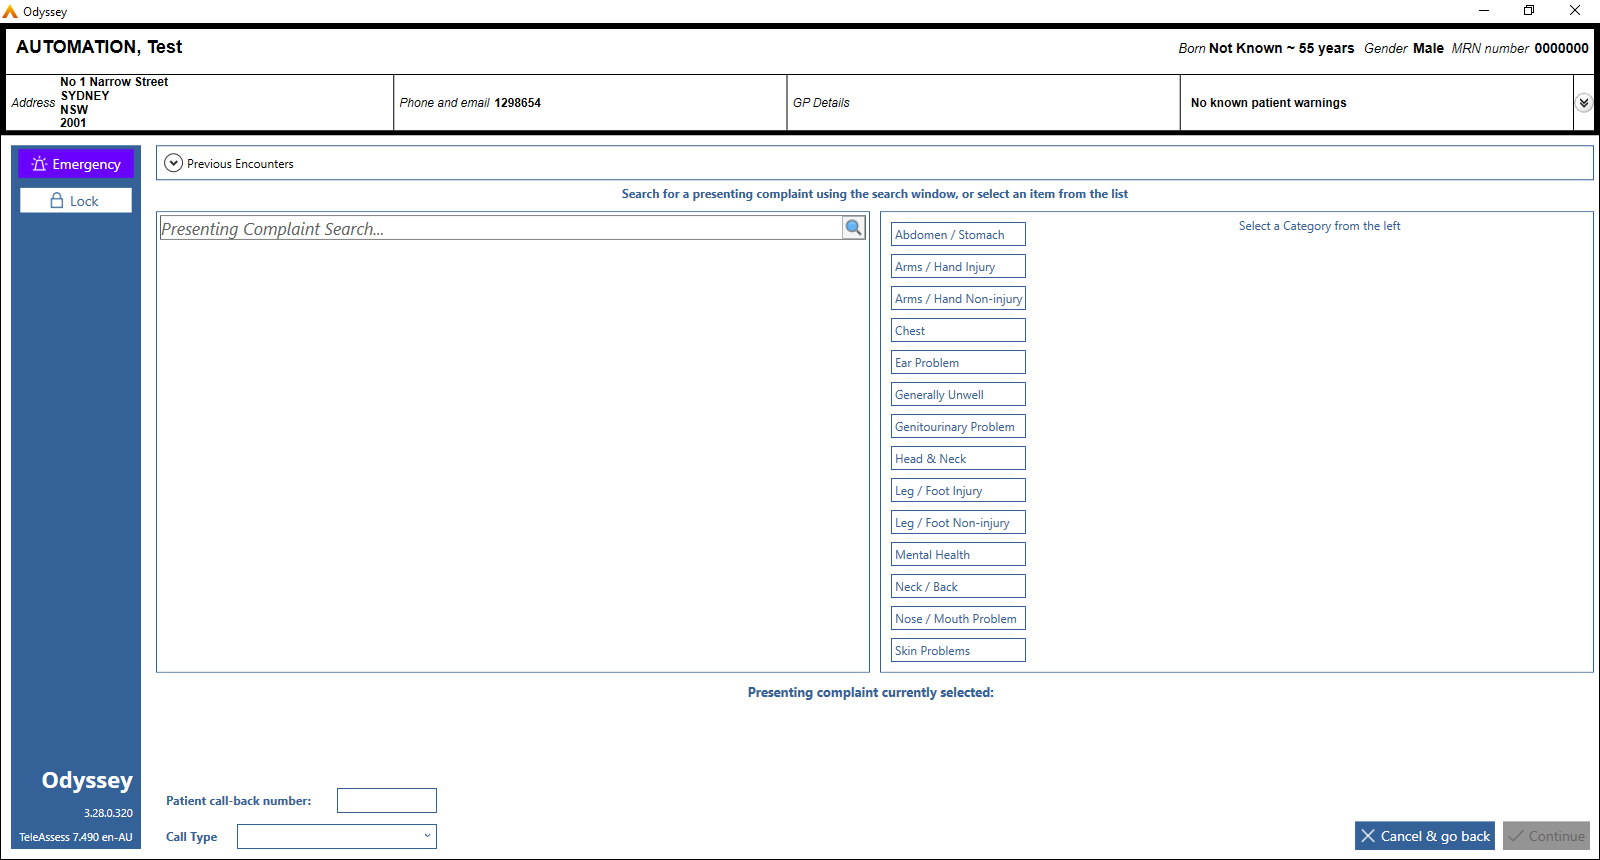 Odyssey
AUTOMATION, Test
Born Not Known ~ 55 years Gender Male MRN number 0000000
Address
No 1 Narrow Street
SYDNEY
NSW
2001
Phone and email 1298654
GP Details
No known patient warnings
Emergency
Lock
Previous Encounters
Search for a presenting complaint using the search window, or select an item from the list
Presenting Complaint Search...
Select a Category from the left
Abdomen / Stomach
Arms / Hand Injury
Arms / Hand Non-injury
Chest
Ear Problem
Generally Unwell
Genitourinary Problem
Head & Neck
Leg / Foot Injury
Leg / Foot Non-injury
Mental Health
Neck / Back
Nose / Mouth Problem
Skin Problems
Presenting complaint currently selected:
Odyssey
3.28.0.320
TeleAssess 7.490 en-AU
Patient call-back number:
Call Type
Cancel & go back
Continue